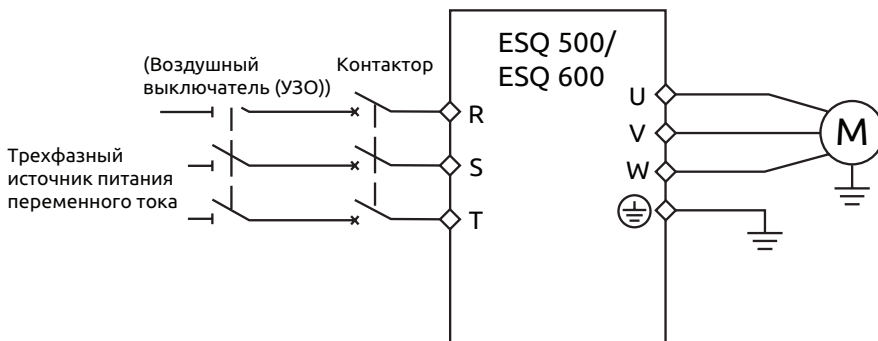 ESQ 500/
ESQ 600
(Воздушный
выключатель (УЗО))
Контактор
Трехфазный
источник питания
переменного тока
R
S
T
U
V
W
M